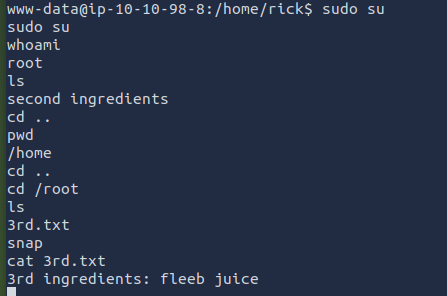 www-data@ip-10-10-98-8:/home/rick$ sudo su
sudo su
whoami
root
ls
second ingredients
cd ..
pwd
/home
cd ..
cd /root
ls
3rd.txt
snap
cat 3rd.txt
3rd ingredients: fleeb juice